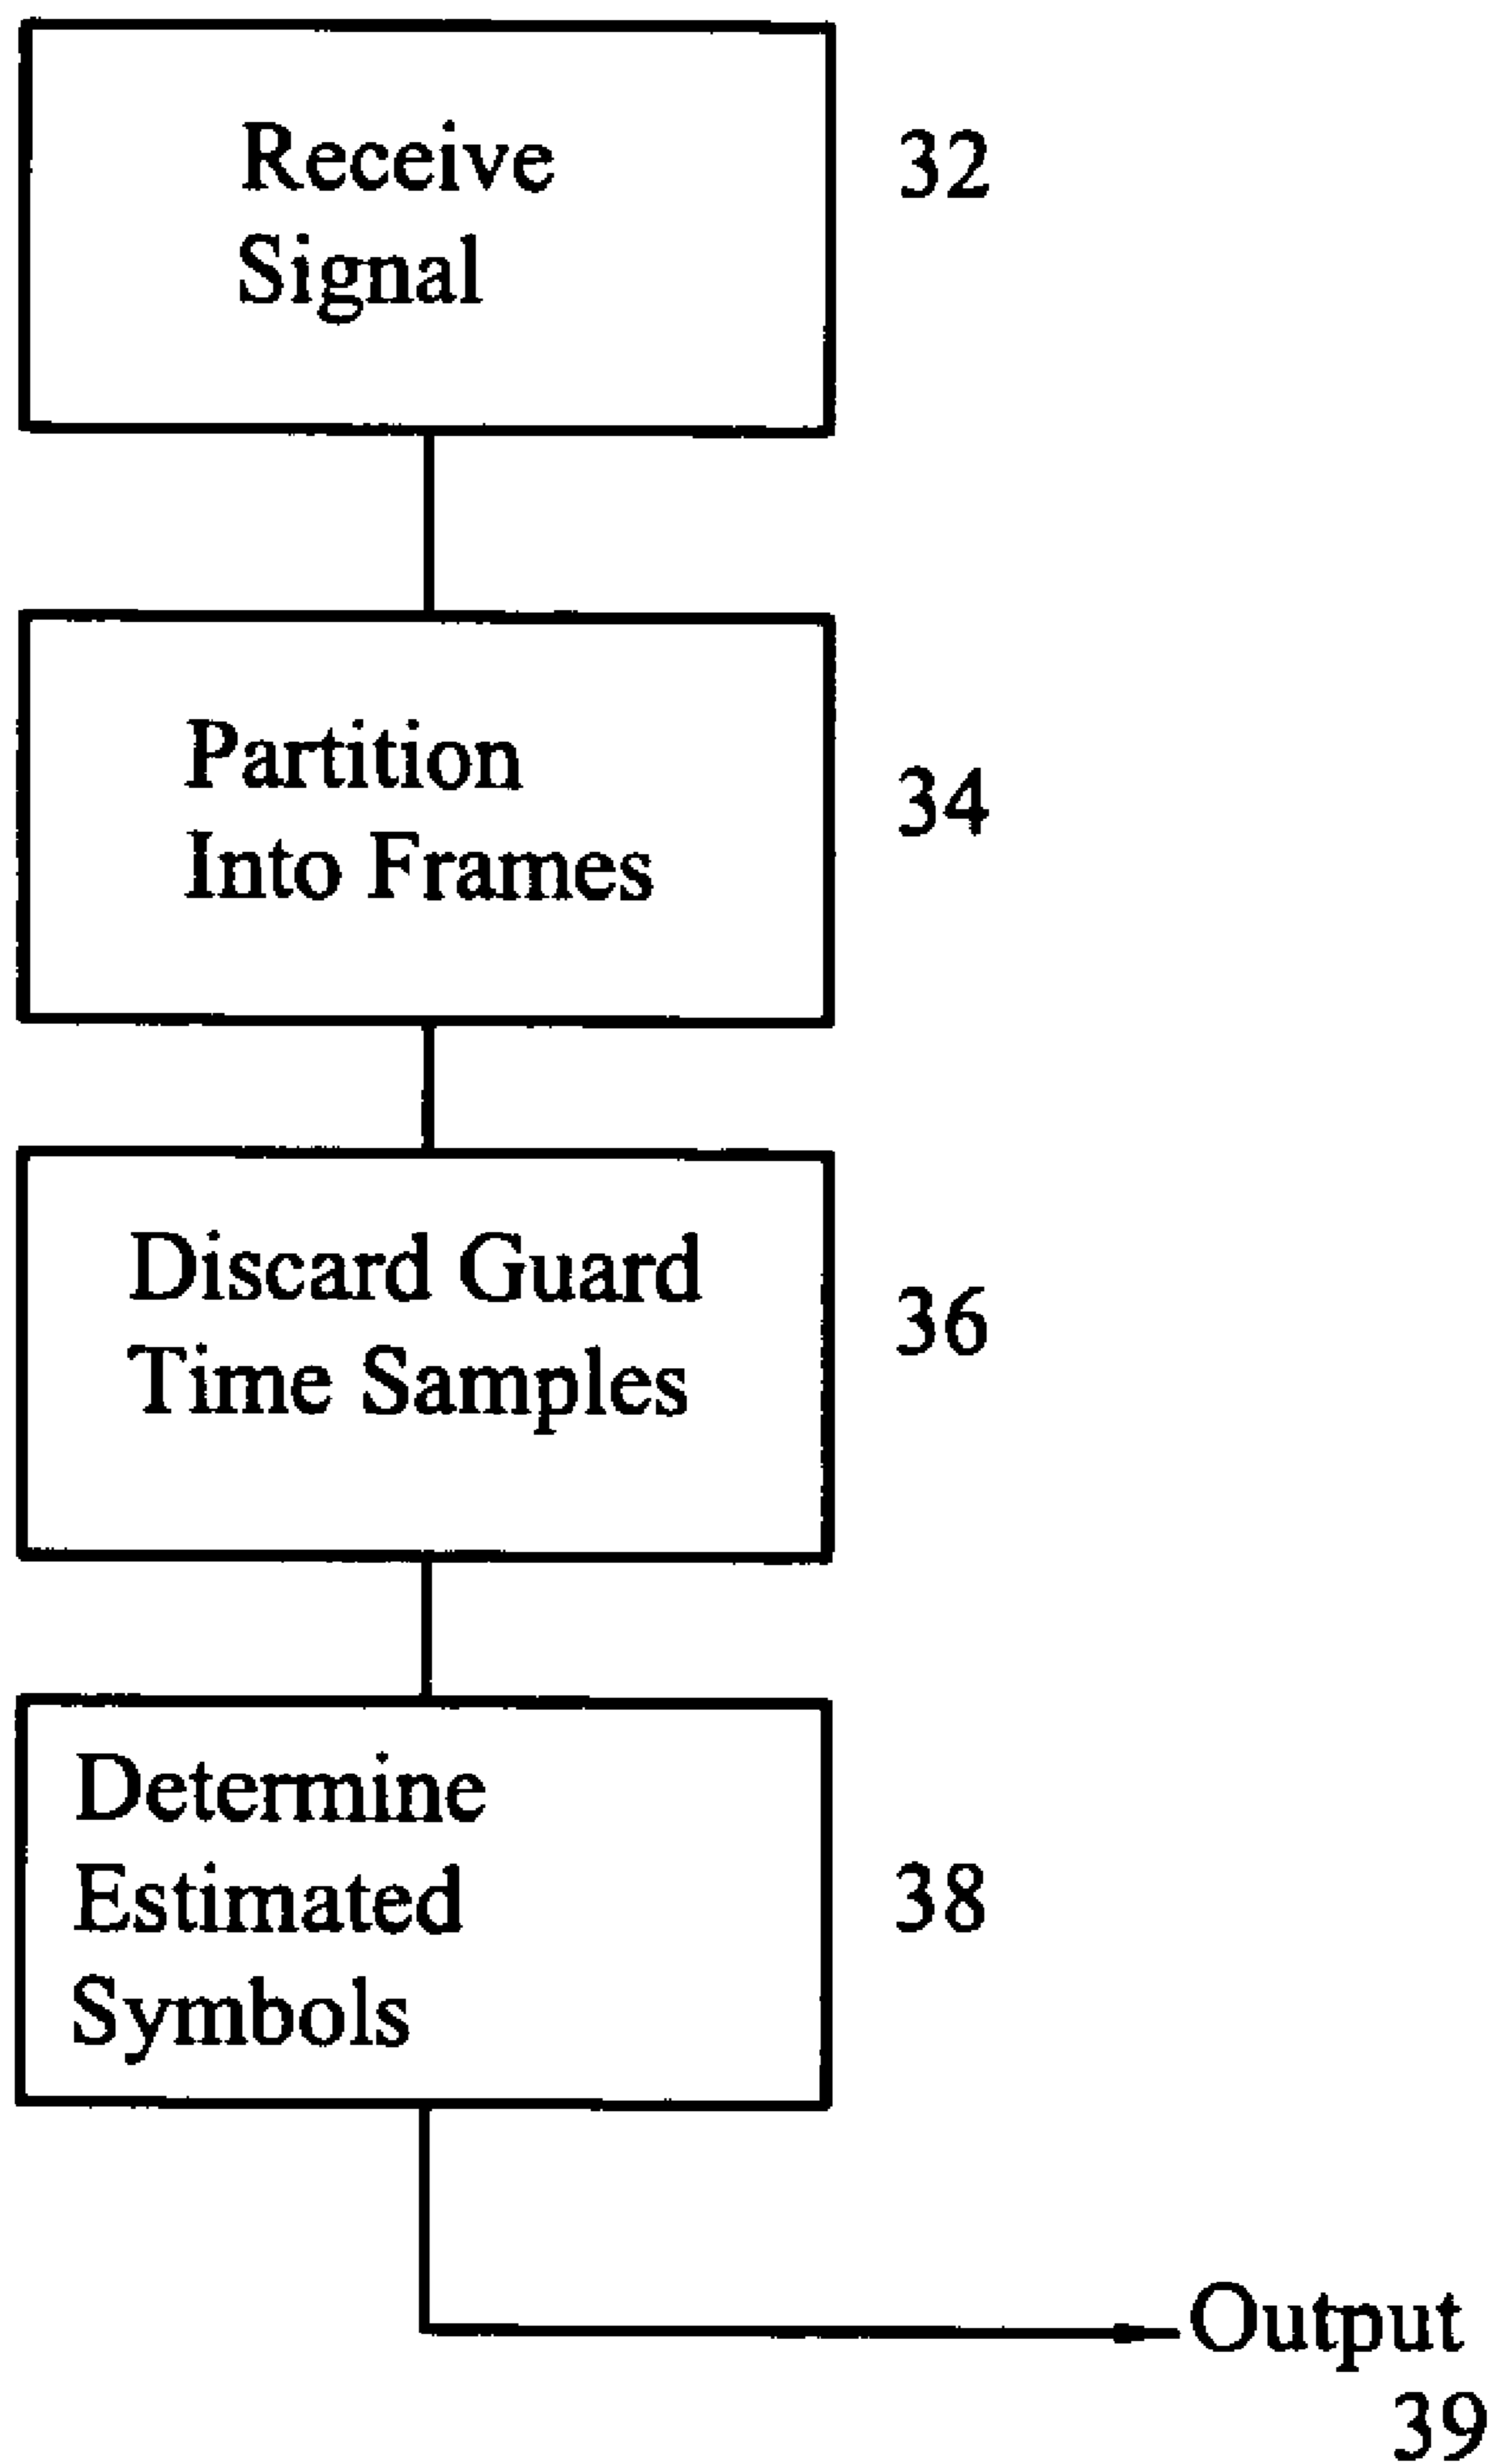 Receive
Signal
32
Partition
Into Frames
34
Discard Guard
Time Samples
36
Determine
Estimated
Symbols
38
Output
39